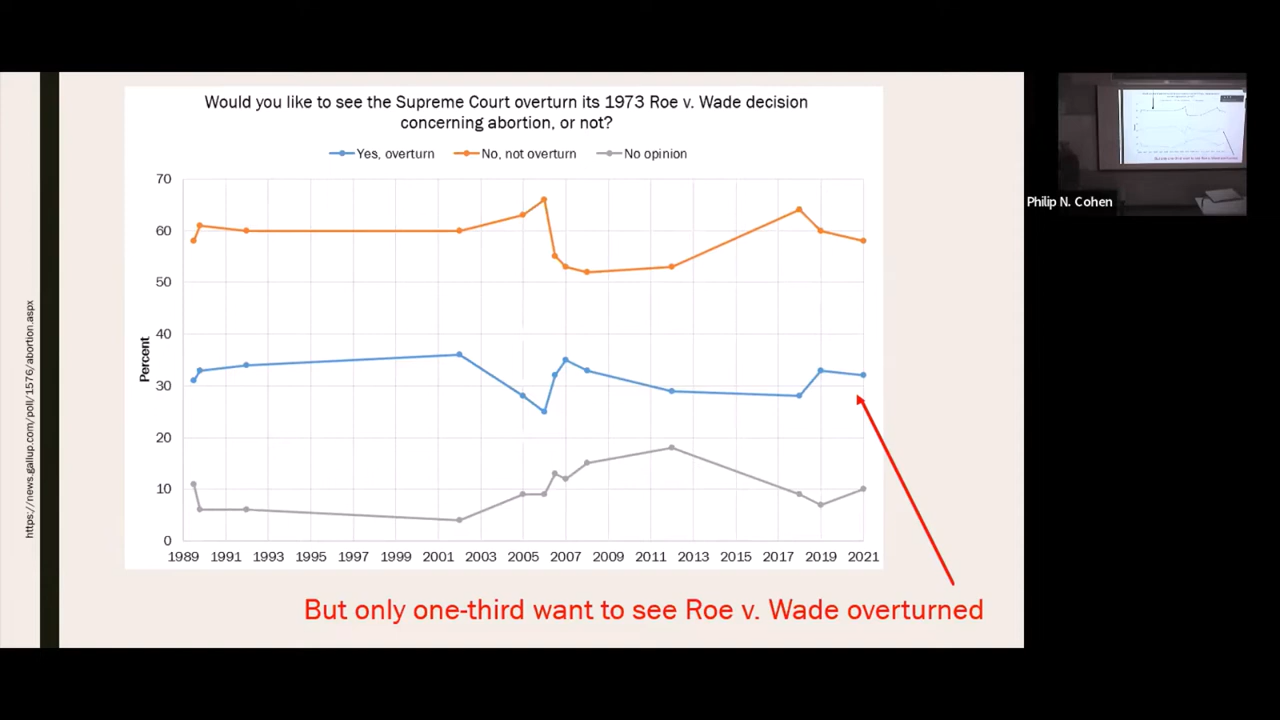 Would you like to see the Supreme Court overturn its 1973 Roe v. Wade decision
concerning abortion, or not?
Yes, overturn
No, not overturn
No opinion
70
60
50
40
30
20
10
0
Percent
1989
1991
1993
1995
1997
1999
2001
2003
2005
2007
2009
2011
2013
2015
2017
2019
2021
But only one-third want to see Roe v. Wade overturned
https://news.gallup.com/poll/1576/abortion.aspx
Philip N. Cohen